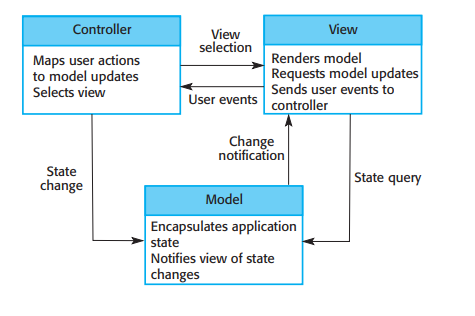 Controller
Maps user actions
to model updates
Selects view
View
selection
User events
View
Renders model
Requests model updates
Sends user events to
controller
State
change
Change
notification
State query
Model
Encapsulates application
state
Notifies view of state
changes